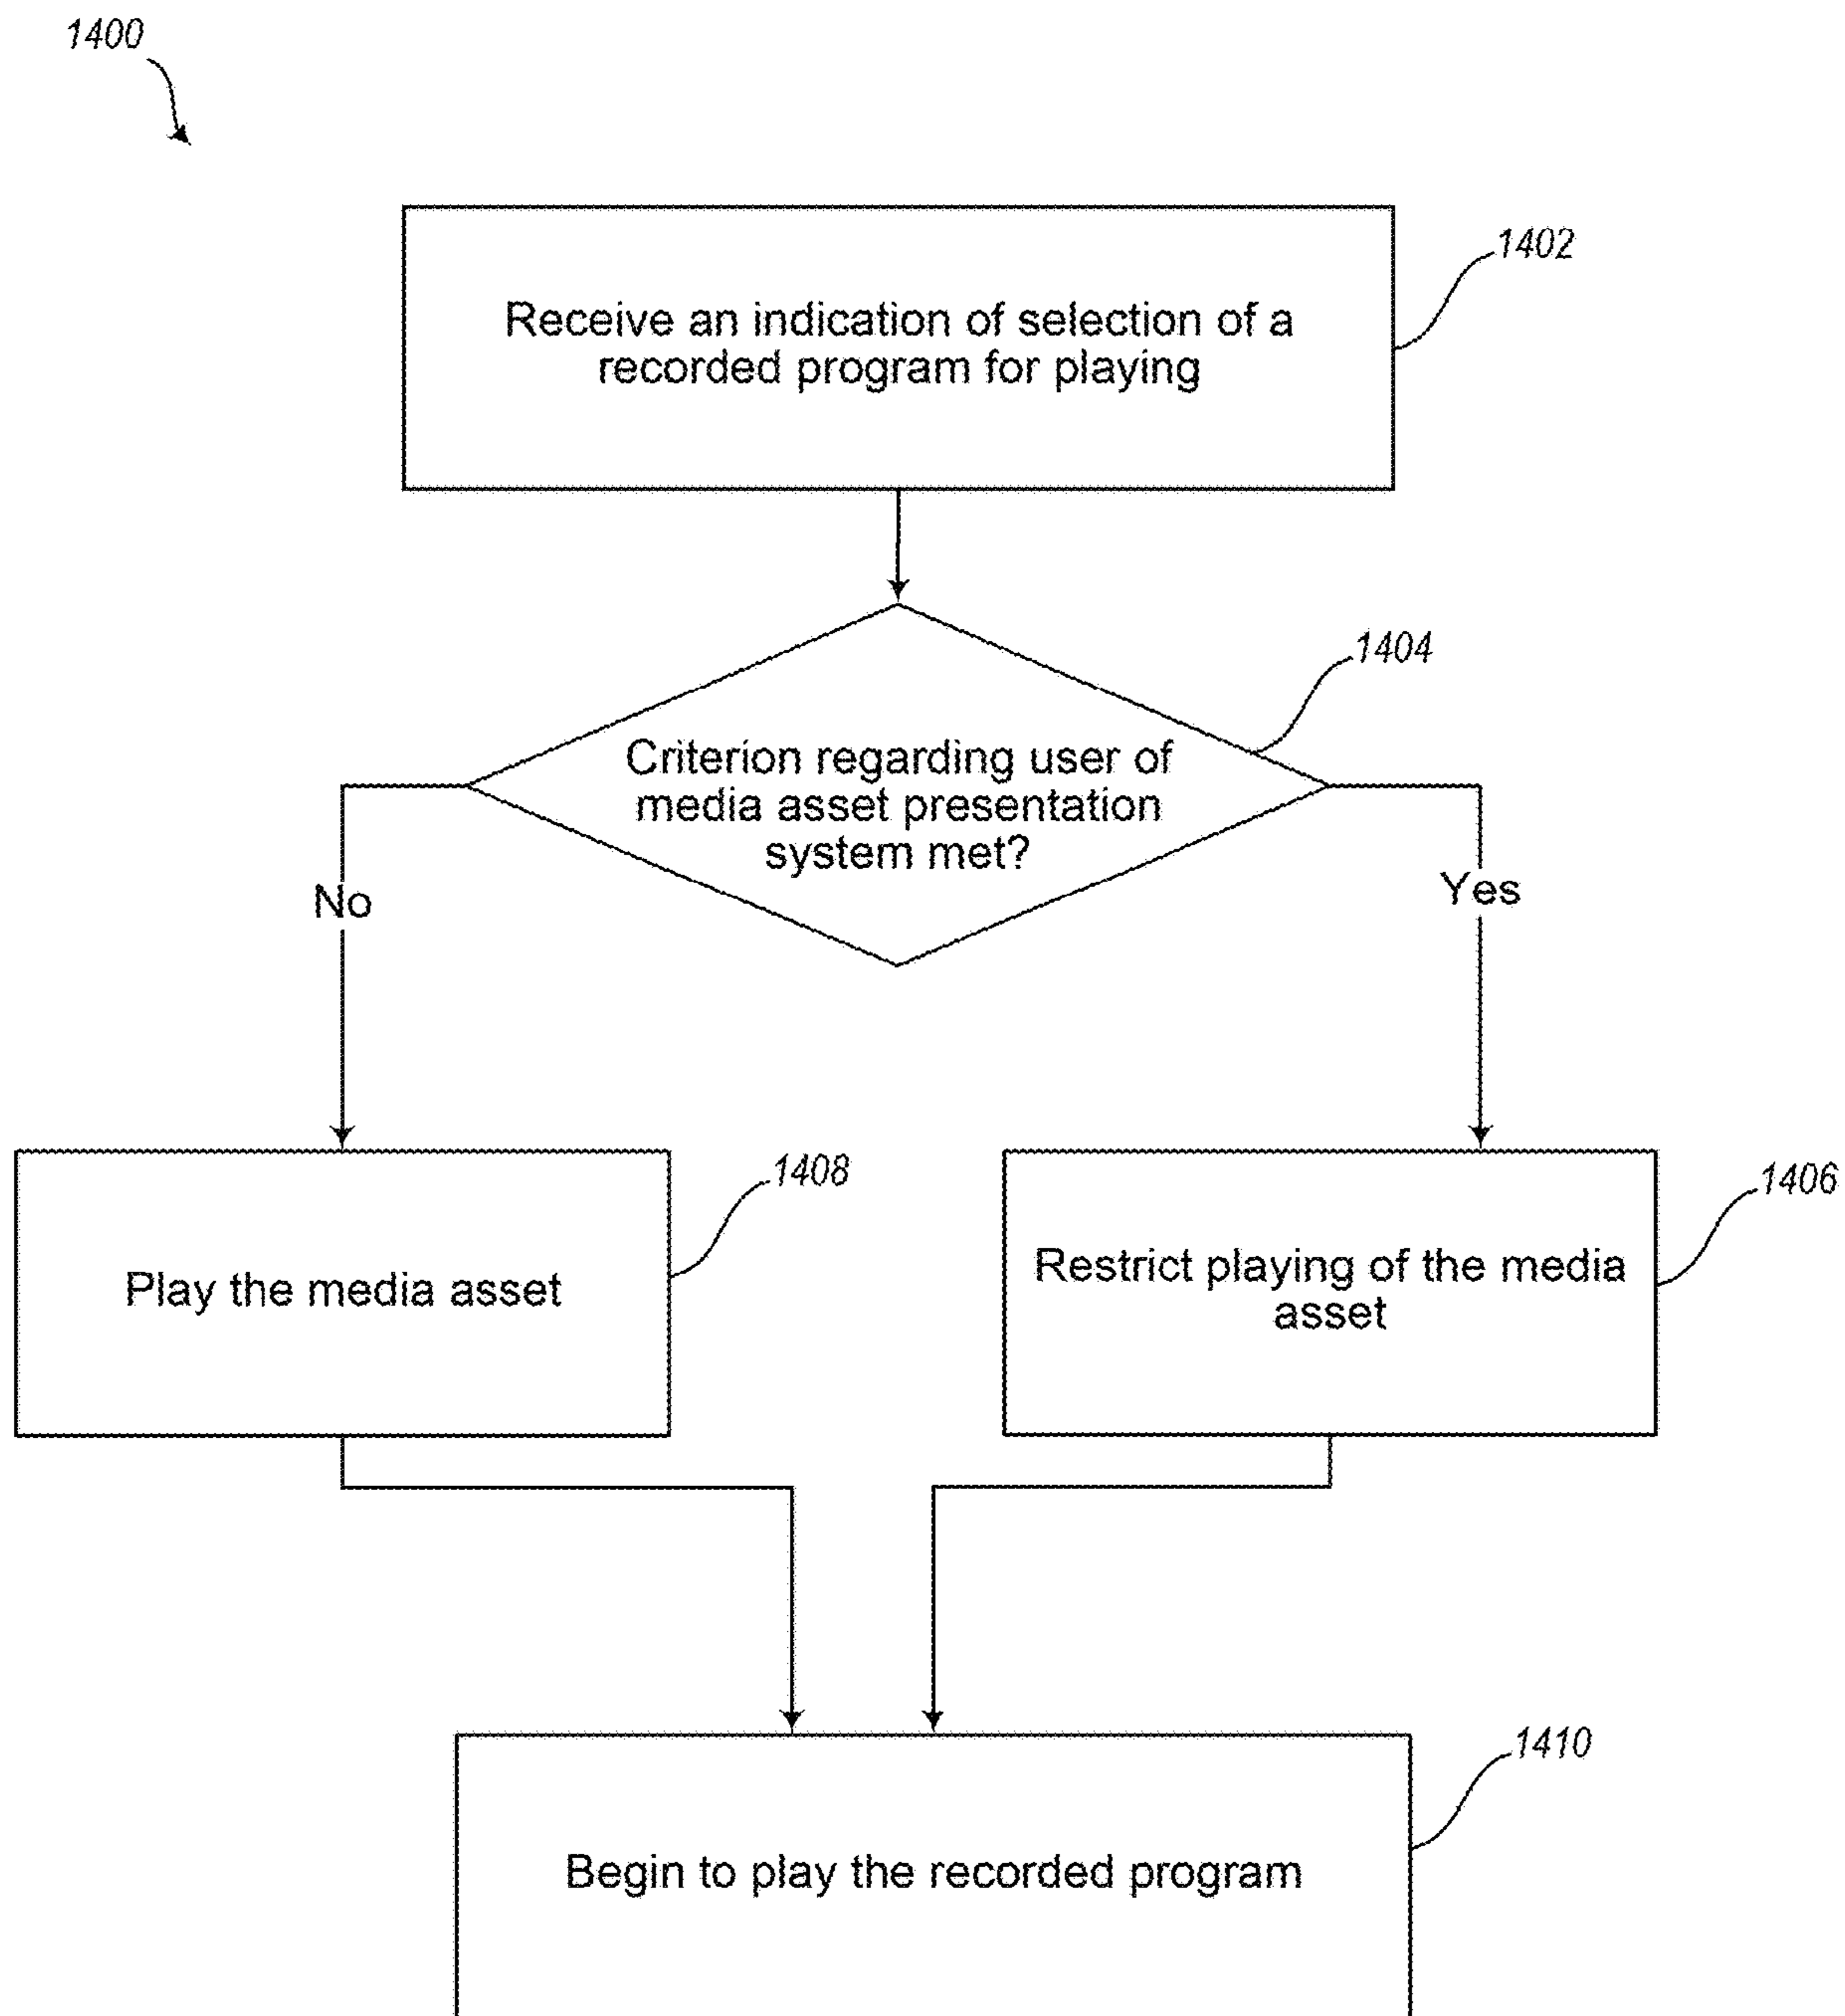 1400
1402
Receive an indication of selection of a
recorded program for playing
1404
Criterion regarding user of
media asset presentation
system met?
No
Yes
1408
1406
Play the media asset
Restrict playing of the media
asset
1410
Begin to play the recorded program